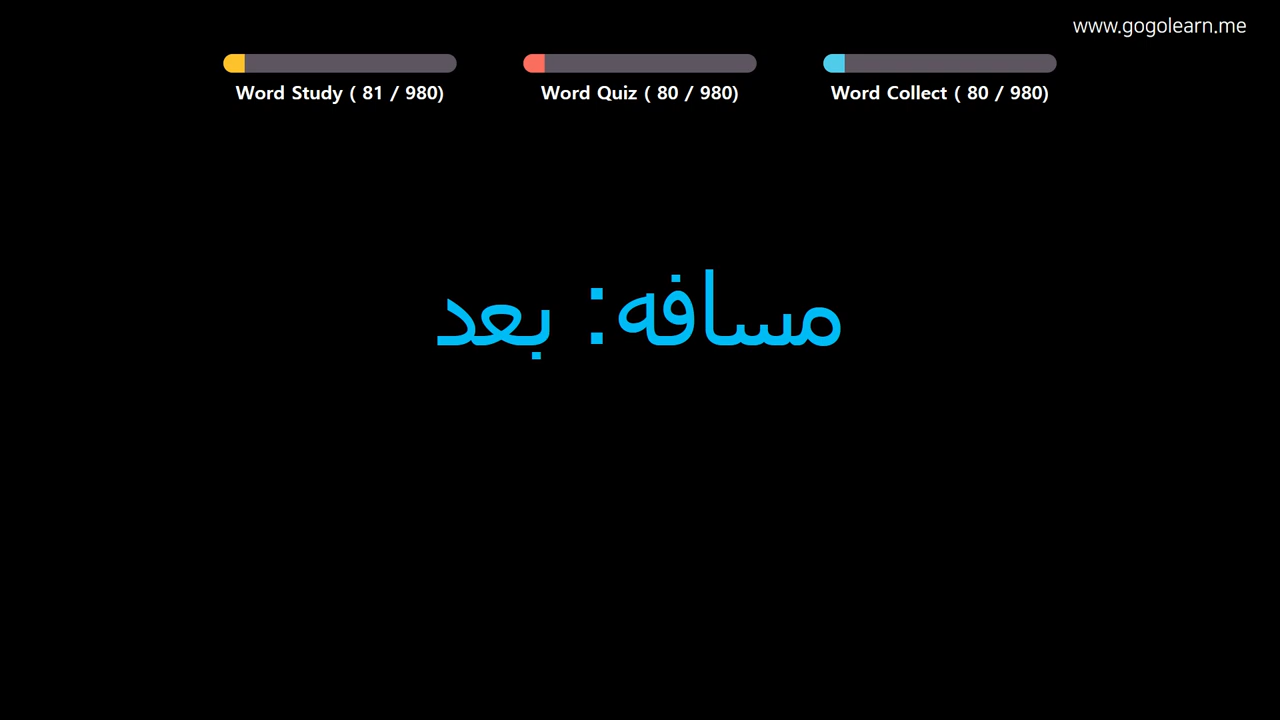 www.gogolearn.me
Word Study ( 81 / 980)
Word Quiz ( 80 / 980)
Word Collect ( 80 / 980)
مسافه: بعد